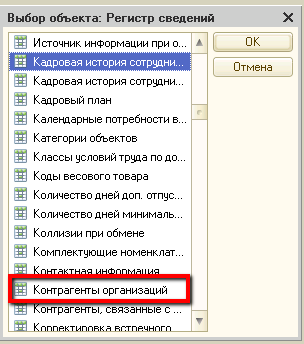 Выбор объекта: Регистр сведений
Источник информации при о...
Кадровая история сотрудни...
Кадровая история сотрудни...
Кадровый план
Календарные потребности в...
Категории объектов
Классы условий труда по до...
Коды весового товара
Количество дней доп. отпус...
Количество дней минималь...
Коллизии при обмене
Комплектующие номенклат...
Контактная информация
Контрагенты организаций
Контрагенты, связанные с ...
Корректировка встречного
OK
Отмена